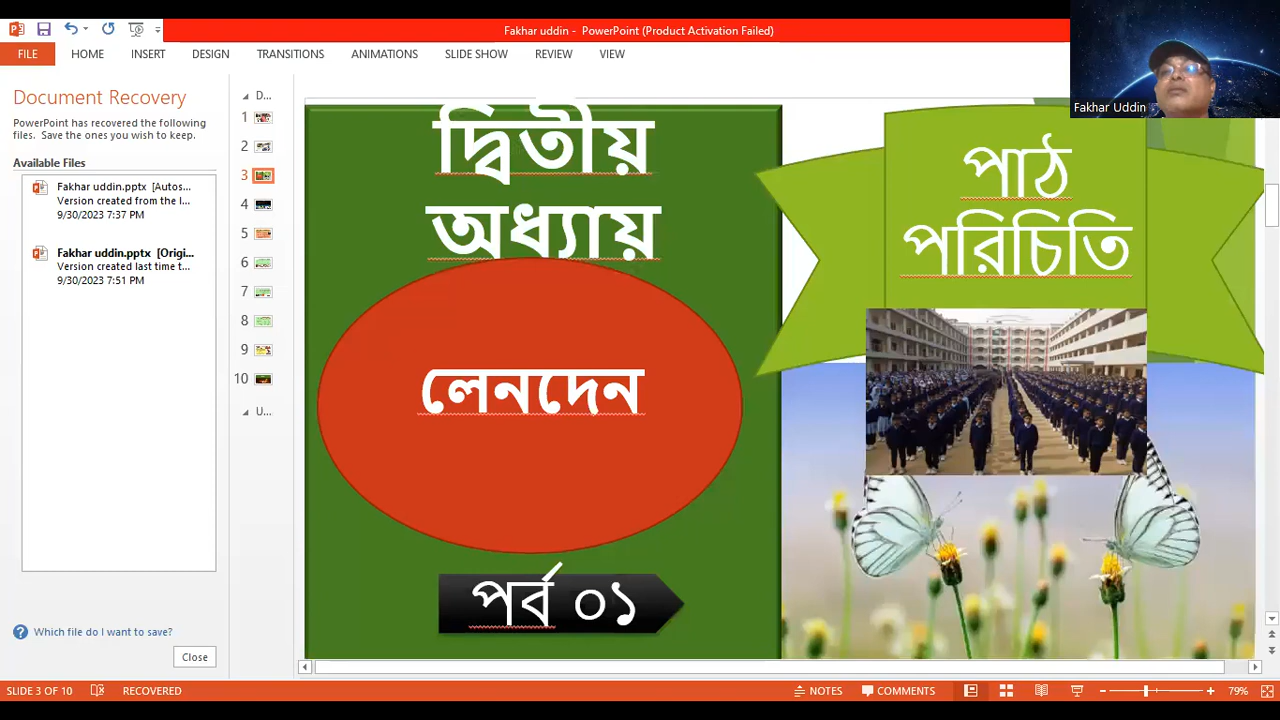 Fakhar uddin -  PowerPoint (Product Activation Failed)
FILE HOME INSERT DESIGN TRANSITIONS ANIMATIONS SLIDE SHOW REVIEW VIEW
Fakhar Uddin
Document Recovery
PowerPoint has recovered the following
files.  Save the ones you wish to keep.
Available Files
Fakhar uddin.pptx  [Autos...
Version created from the l...
9/30/2023 7:37 PM
Fakhar uddin.pptx  [Origi...
Version created last time t...
9/30/2023 7:51 PM
Which file do I want to save?
Close
D...
1
2
3
4
5
6
7
8
9
10
U...
দ্বিতীয়
অধ্যায়
লেনদেন
পর্ব ০১
পাঠ
পরিচিতি
SLIDE 3 OF 10 RECOVERED NOTES COMMENTS 79%